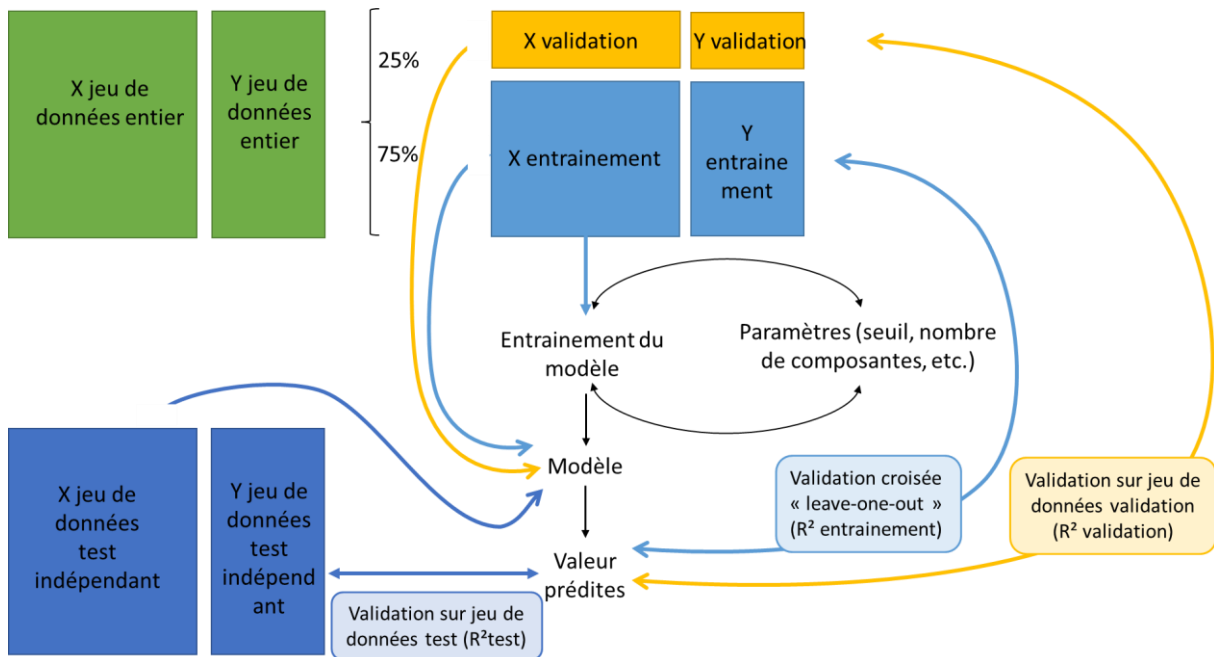 X jeu de
données entier
Y jeu de
données
entier
25%
75%
X validation
Y validation
X entrainement
Y
entraine
ment
Entrainement du
modèle
Paramètres (seuil, nombre
de composantes, etc.)
Modèle
Valeur
prédites
X jeu de
données
test
indépendant
Y jeu de
données
test
indépend
ant
Validation sur jeu de
données test (R²test)
Validation croisée
« leave-one-out »
(R² entrainement)
Validation sur jeu de
données validation
(R² validation)